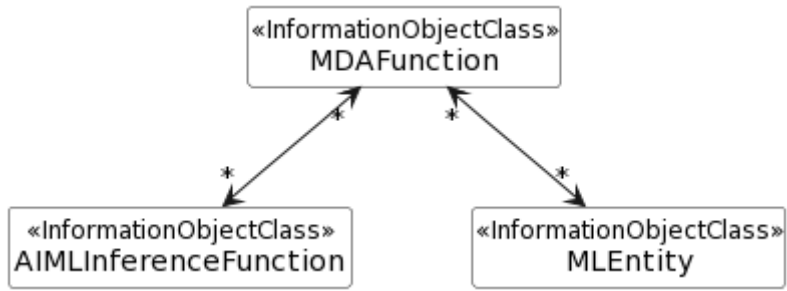 «InformationObjectClass»
MDAFunction
*
*
*
*
«InformationObjectClass»
AIMLInferenceFunction
«InformationObjectClass»
MLEntity